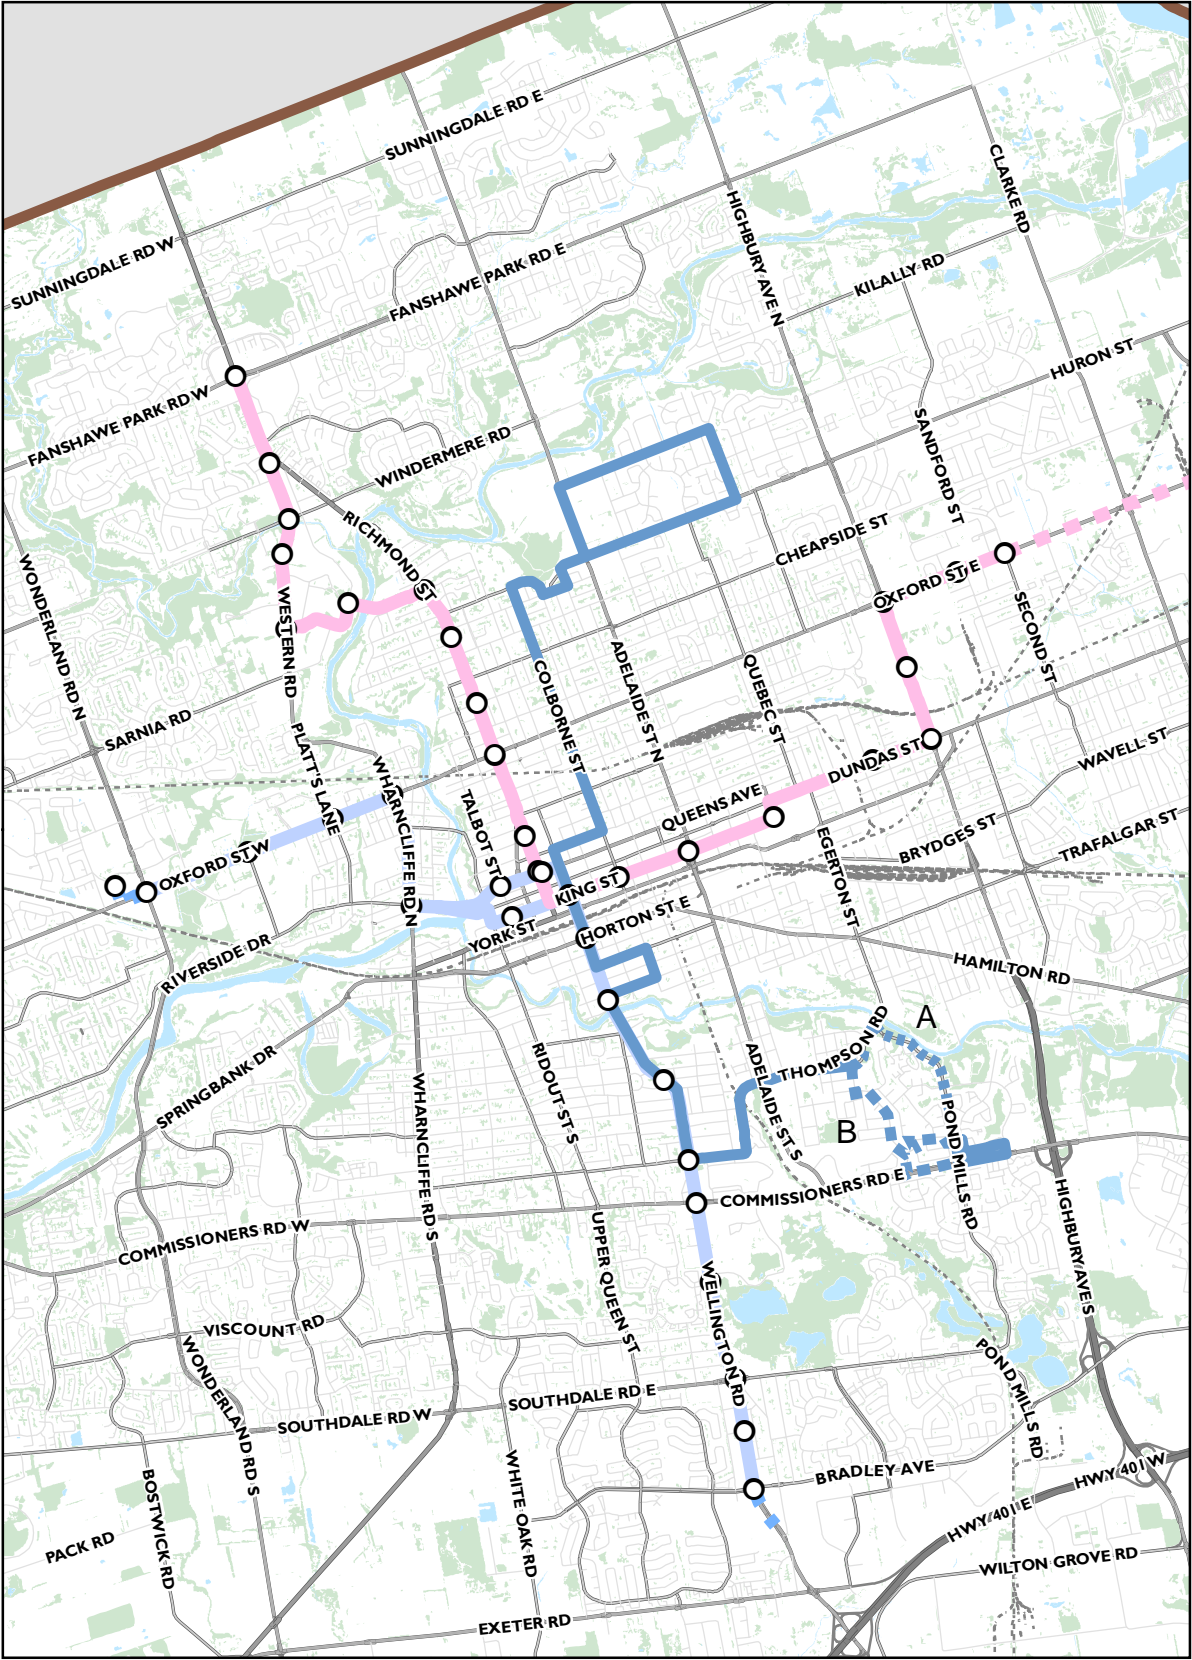 SUNNINGDALE RD E
CLARKE RD
HIGHBURY AVE N
SUNNINGDALE RD W
FANSHAWE PARK RD E
KILALLY RD
HURON ST
FANSHAWE PARK RD W
WINDERMERE RD
SANDFORD ST
RICHMOND ST
CHEAPSIDE ST
WONDERLAND RD N
OXFORD ST E
WESTERN RD
SECOND ST
COLBORNE ST
ADELAIDE ST N
QUEBEC ST
SARNIA RD
PLATT'S LANE
WHARNCLIFFE RD N
TALBOT ST
DUNDAS ST
WAVELL ST
QUEENS AVE
EGERTON ST
BRYDGES ST
TRAFALGAR ST
OXFORD ST W
KING ST
HORTON ST E
YORK ST
RIVERSIDE DR
HAMILTON RD
A
THOMPSON RD
SPRINGBANK DR
RIDOUT ST S
ADELAIDE ST S
B
POND MILLS RD
WHARNCLIFFE RD S
COMMISSIONERS RD E
COMMISSIONERS RD W
HIGHBURY AVE S
UPPER QUEEN ST
WELLINGTON RD
VISCOUNT RD
WONDERLAND RD S
POND MILLS RD
SOUTHDALE RD E
SOUTHDALE RD W
BRADLEY AVE
HWY 401 W
WHITE OAK RD
BOSTWICK RD
HWY 401 E
PACK RD
WILTON GROVE RD
EXETER RD